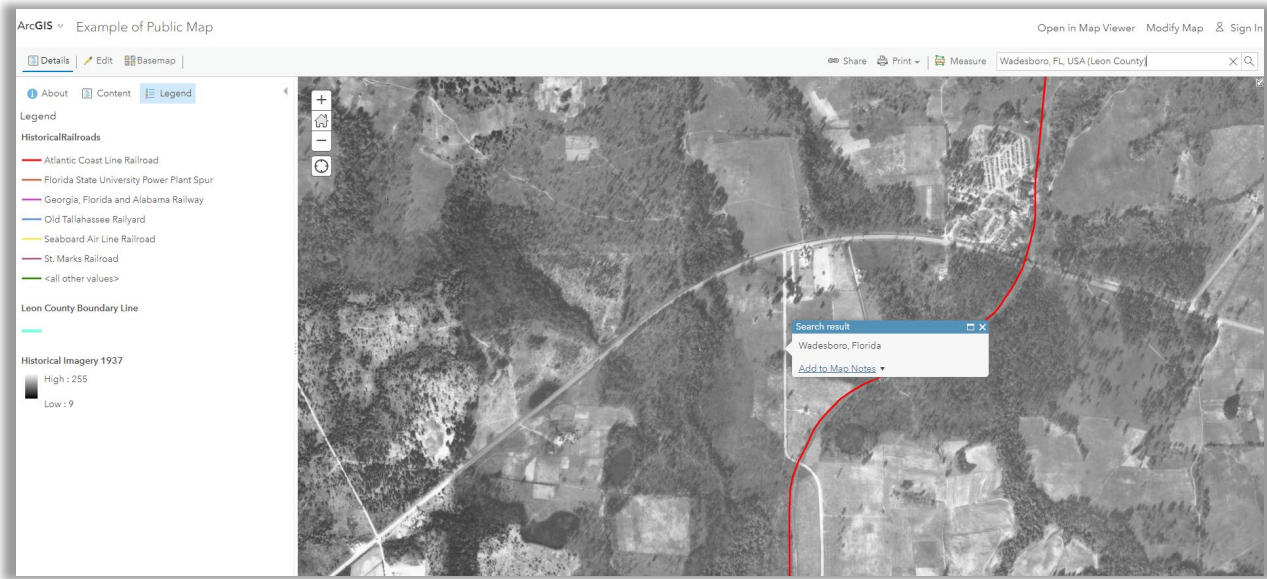 ArcGIS Example of Public Map
Open in Map Viewer Modify Map Sign In
Details Edit Basemap
Share Print Measure Wadesboro, FL, USA (Leon County)
About Content Legend
Legend
HistoricalRailroads
Atlantic Coast Line Railroad
Florida State University Power Plant Spur
Georgia, Florida and Alabama Railway
Old Tallahassee Railyard
Seaboard Air Line Railroad
St. Marks Railroad
<all other values>
Leon County Boundary Line
Historical Imagery 1937
High : 255
Low : 9
Search result
Wadesboro, Florida
Add to Map Notes